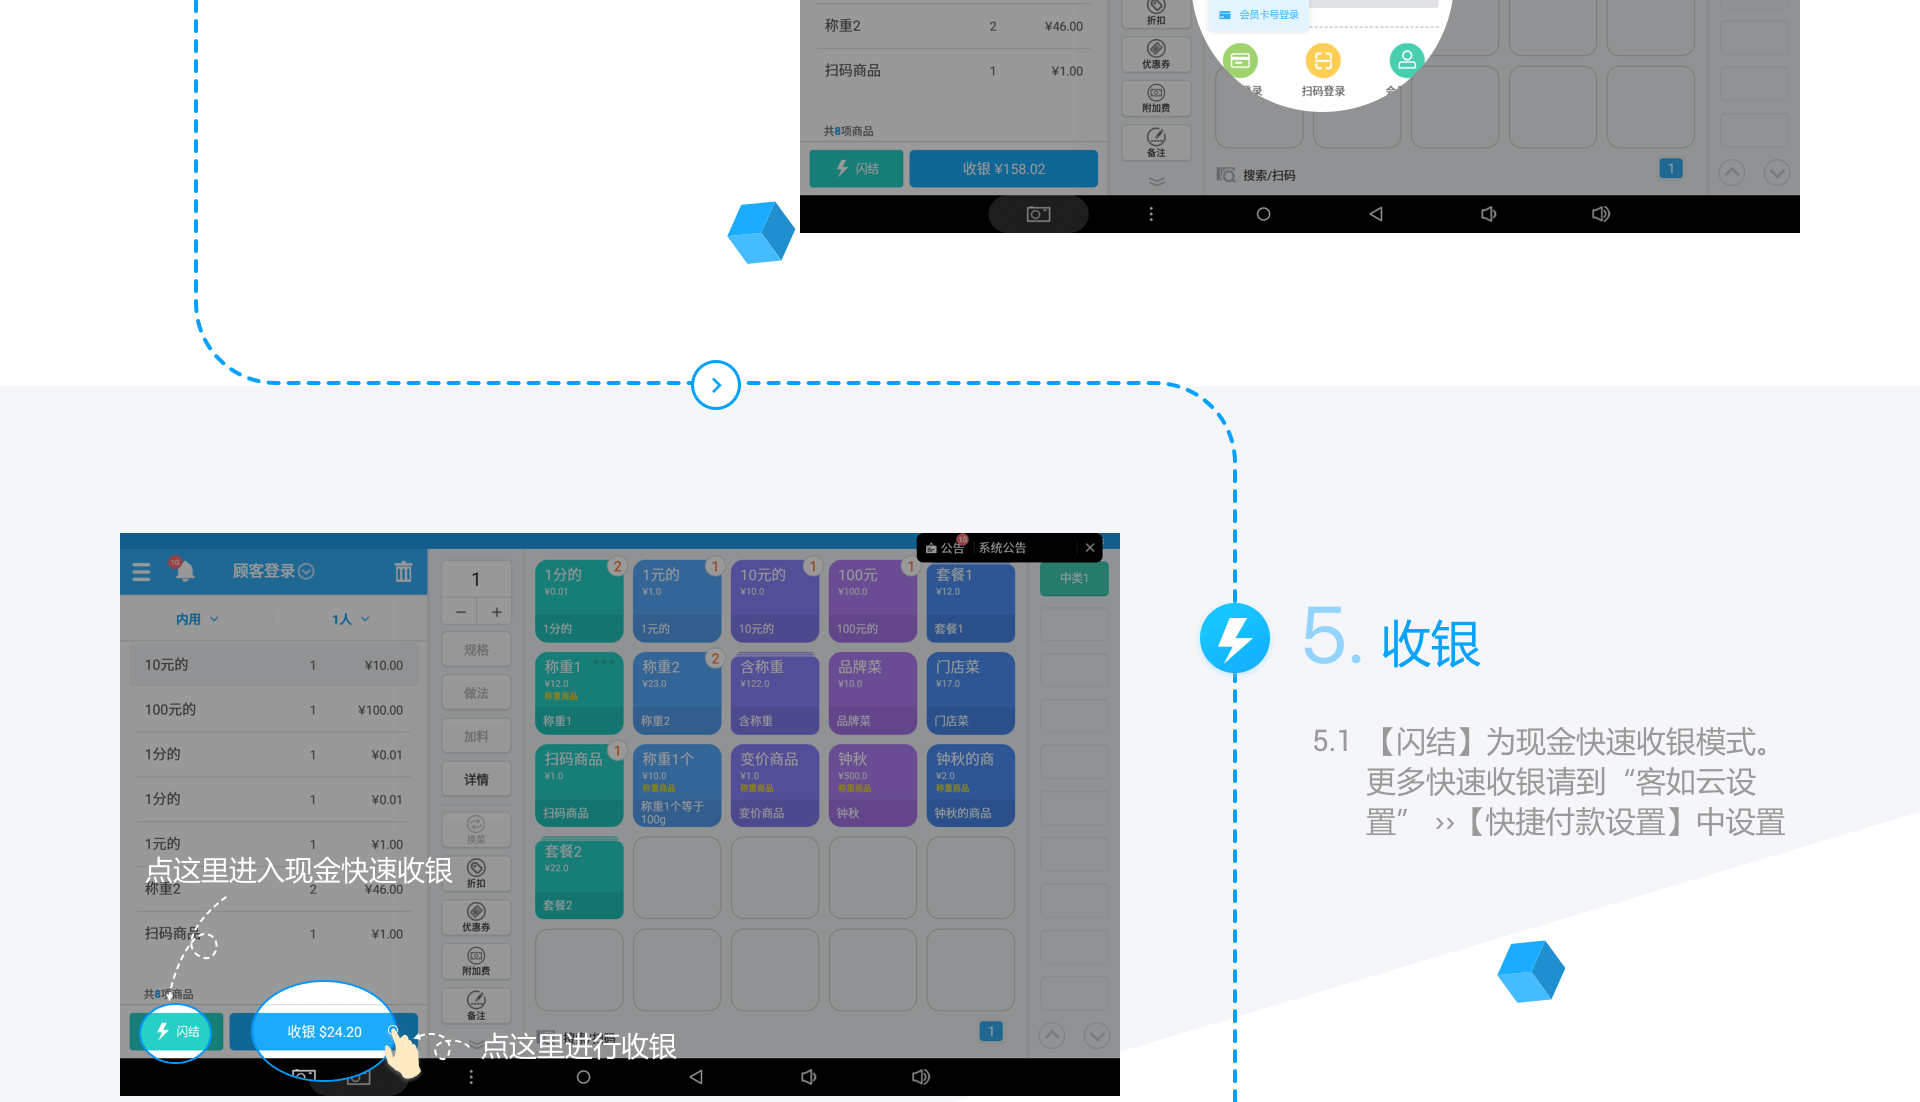 称重2 2 ¥46.00
扫码商品 1 ¥1.00
共8项商品
闪结
收银 ¥158.02
折扣
优惠券
附加费
备注
会员卡号登录
扫码登录
搜索/扫码
1
公告 10 系统公告
10 顾客登录
内用 1人
10元的 1 ¥10.00
100元的 1 ¥100.00
1分的 1 ¥0.01
1分的 1 ¥0.01
1元的 1 ¥1.00
点这里进入现金快速收银
称重2 2 ¥46.00
扫码商品 1 ¥1.00
共8项商品
闪结
收银 $24.20
点这里进行收银
1
− +
规格
做法
加料
详情
换菜
折扣
优惠券
附加费
备注
1分的 2
¥0.01
1分的
1元的 1
¥1.0
1元的
10元的 1
¥10.0
10元的
100元 1
¥100.0
100元的
套餐1
¥12.0
套餐1
中类1
称重1
¥12.0
称重商品
称重1
称重2 2
¥23.0
称重2
含称重
¥122.0
含称重
品牌菜
¥10.0
品牌菜
门店菜
¥17.0
门店菜
扫码商品 1
¥1.0
扫码商品
称重1个
¥10.0
称重商品
称重1个等于
100g
变价商品
¥1.0
称重商品
变价商品
钟秋
¥500.0
称重商品
钟秋
钟秋的商
¥2.0
称重商品
钟秋的商品
套餐2
¥22.0
套餐2
1
5. 收银
5.1 【闪结】为现金快速收银模式。
更多快速收银请到“客如云设
置” ››【快捷付款设置】中设置